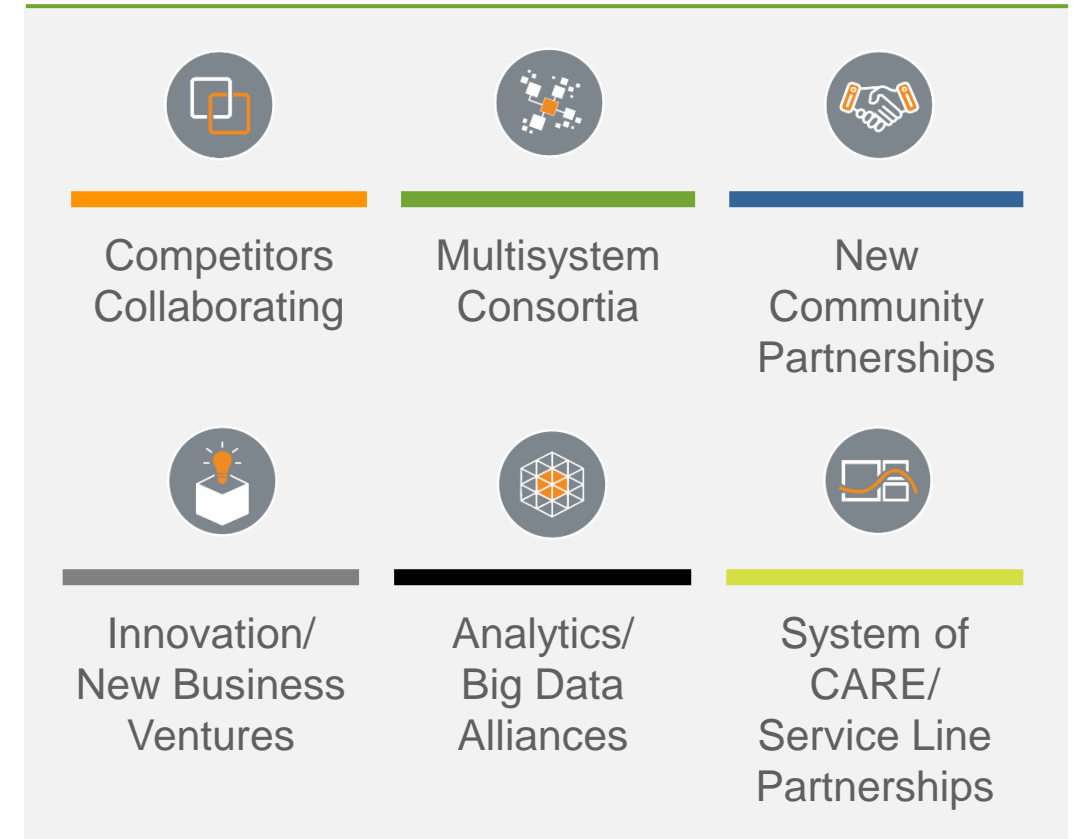 Competitors
Collaborating
Multisystem
Consortia
New
Community
Partnerships
Innovation/
New Business
Ventures
Analytics/
Big Data
Alliances
System of
CARE/
Service Line
Partnerships